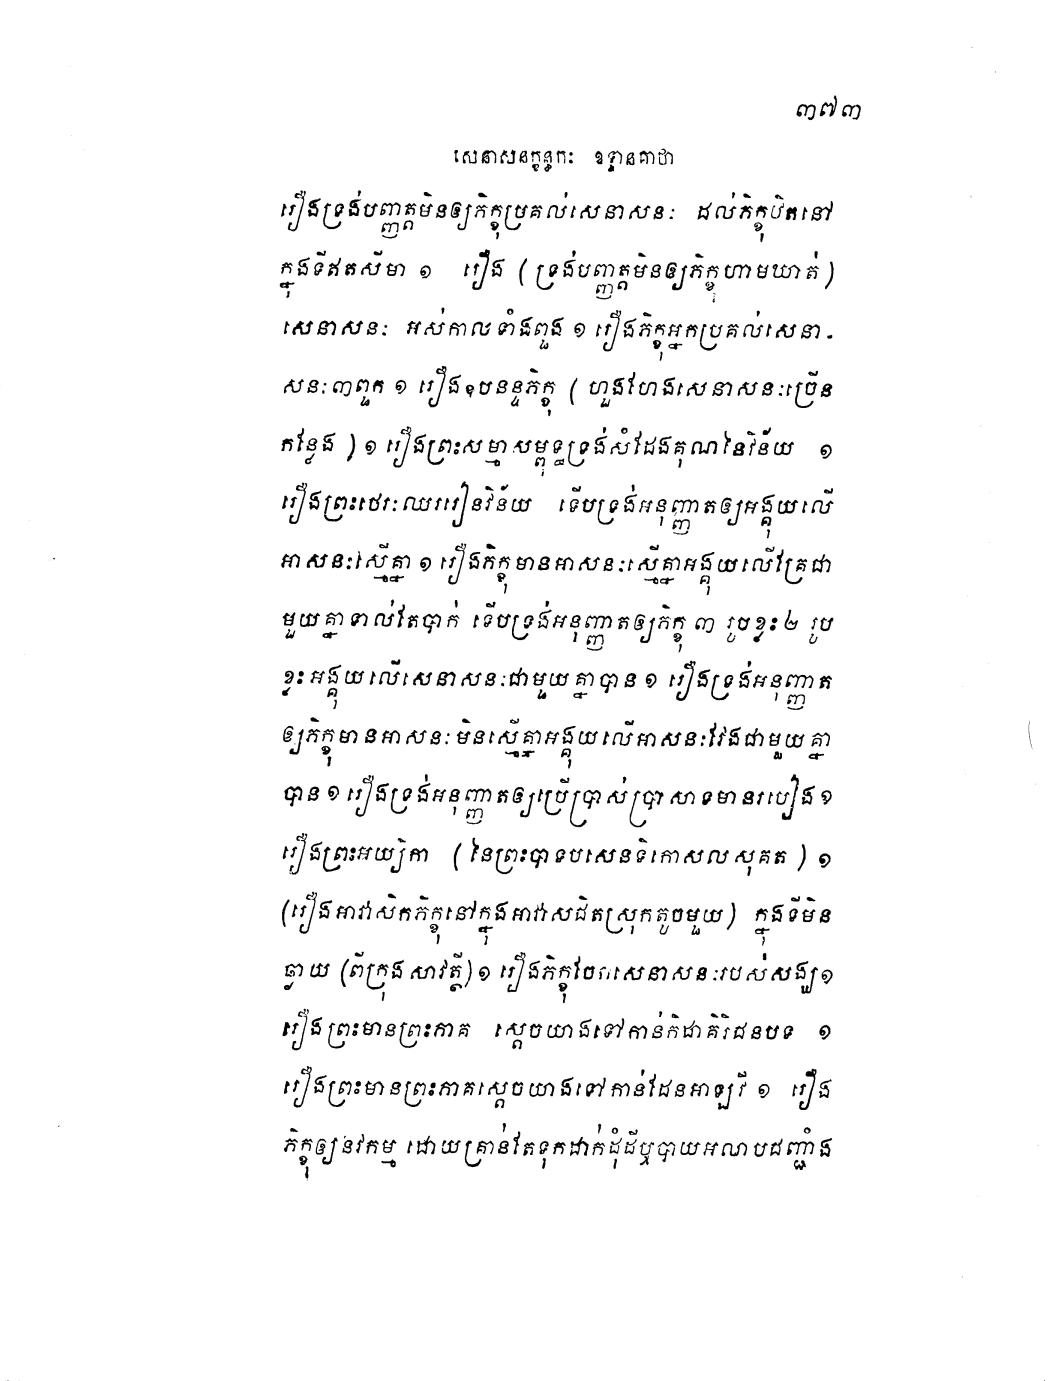 ៣៧៣
សេនាសនក្ខន្ធកៈ ឧទ្ទានគាថា
រឿងទ្រង់បញ្ញត្តមិនឲ្យភិក្ខុប្រគល់សេនាសនៈ ដល់ភិក្ខុឋិតនៅ
ក្នុងទីឥតសីមា ១ រឿង (ទ្រង់បញ្ញត្តមិនឲ្យភិក្ខុហាមឃាត់)
សេនាសនៈ អស់កាលទាំងពួង ១ រឿងភិក្ខុអ្នកប្រគល់សេនា-
សនៈ៣ពួក ១ រឿងឧបនន្ទភិក្ខុ (ហួងហែងសេនាសនៈច្រើន
កន្លែង) ១ រឿងព្រះសម្មាសម្ពុទ្ធទ្រង់សំដែងគុណនៃវិន័យ ១
រឿងព្រះថេរៈឈររៀនវិន័យ ទើបទ្រង់អនុញ្ញាតឲ្យអង្គុយលើ
អាសនៈស្មើគ្នា ១ រឿងភិក្ខុមានអាសនៈស្មើគ្នាអង្គុយលើគ្រែជា
មួយគ្នាទាល់តែបាក់ ទើបទ្រង់អនុញ្ញាតឲ្យភិក្ខុ ៣ រូបខ្លះ ២ រូប
ខ្លះអង្គុយលើសេនាសនៈជាមួយគ្នាបាន ១ រឿងទ្រង់អនុញ្ញាត
ឲ្យភិក្ខុមានអាសនៈមិនស្មើគ្នាអង្គុយលើអាសនៈវែងជាមួយគ្នា
បាន ១ រឿងទ្រង់អនុញ្ញាតឲ្យប្រើប្រាស់ប្រាសាទមានរបៀង ១
រឿងព្រះអយ្យិកា (នៃព្រះបាទបសេនទិកោសលសុគត) ១
(រឿងអាវាសិកភិក្ខុនៅក្នុងអាវាសជិតស្រុកតូចមួយ) ក្នុងទីមិន
ឆ្ងាយ (ពីក្រុងសាវត្ថី) ១ រឿងភិក្ខុចែកសេនាសនៈរបស់សង្ឃ ១
រឿងព្រះមានព្រះភាគ ស្តេចយាងទៅកាន់កិដាគិរិជនបទ ១
រឿងព្រះមានព្រះភាគស្តេចយាងទៅកាន់ដែនអាឡវី ១ រឿង
ភិក្ខុឲ្យនវកម្ម ដោយគ្រាន់តែទុកដាក់ដុំដីឬបាយអលាបជញ្ជាំង